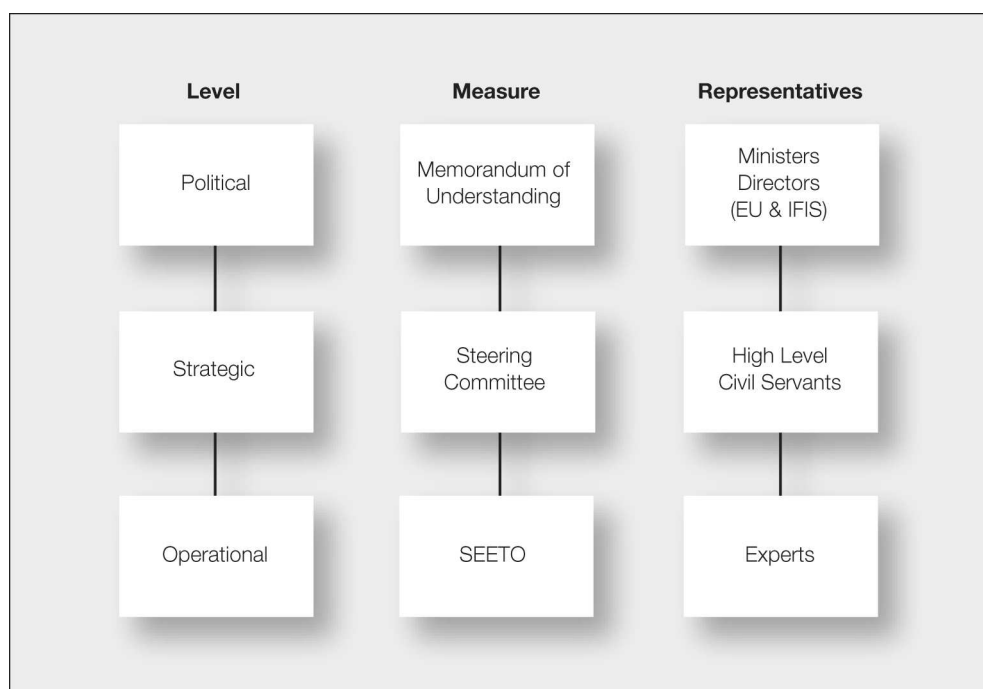 Level
Measure
Representatives
Political
Memorandum of
Understanding
Ministers
Directors
(EU & IFIS)
Strategic
Steering
Committee
High Level
Civil Servants
Operational
SEETO
Experts